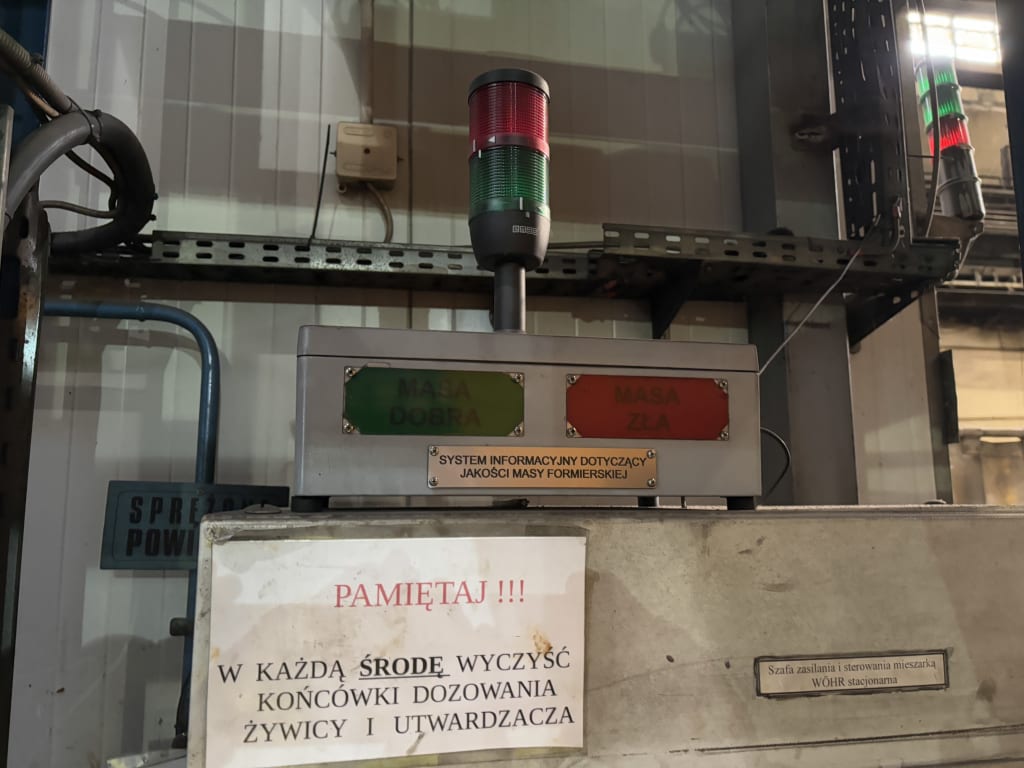 MASA
DOBRA
MASA
ZŁA
SYSTEM INFORMACYJNY DOTYCZĄCY
JAKOŚCI MASY FORMIERSKIEJ
PAMIĘTAJ !!!
W KAŻDĄ ŚRODĘ WYCZYŚĆ
KOŃCÓWKI DOZOWANIA
ŻYWICY I UTWARDZACZA
Szafa zasilania i sterowania mieszarką
WÖHR stacjonarna